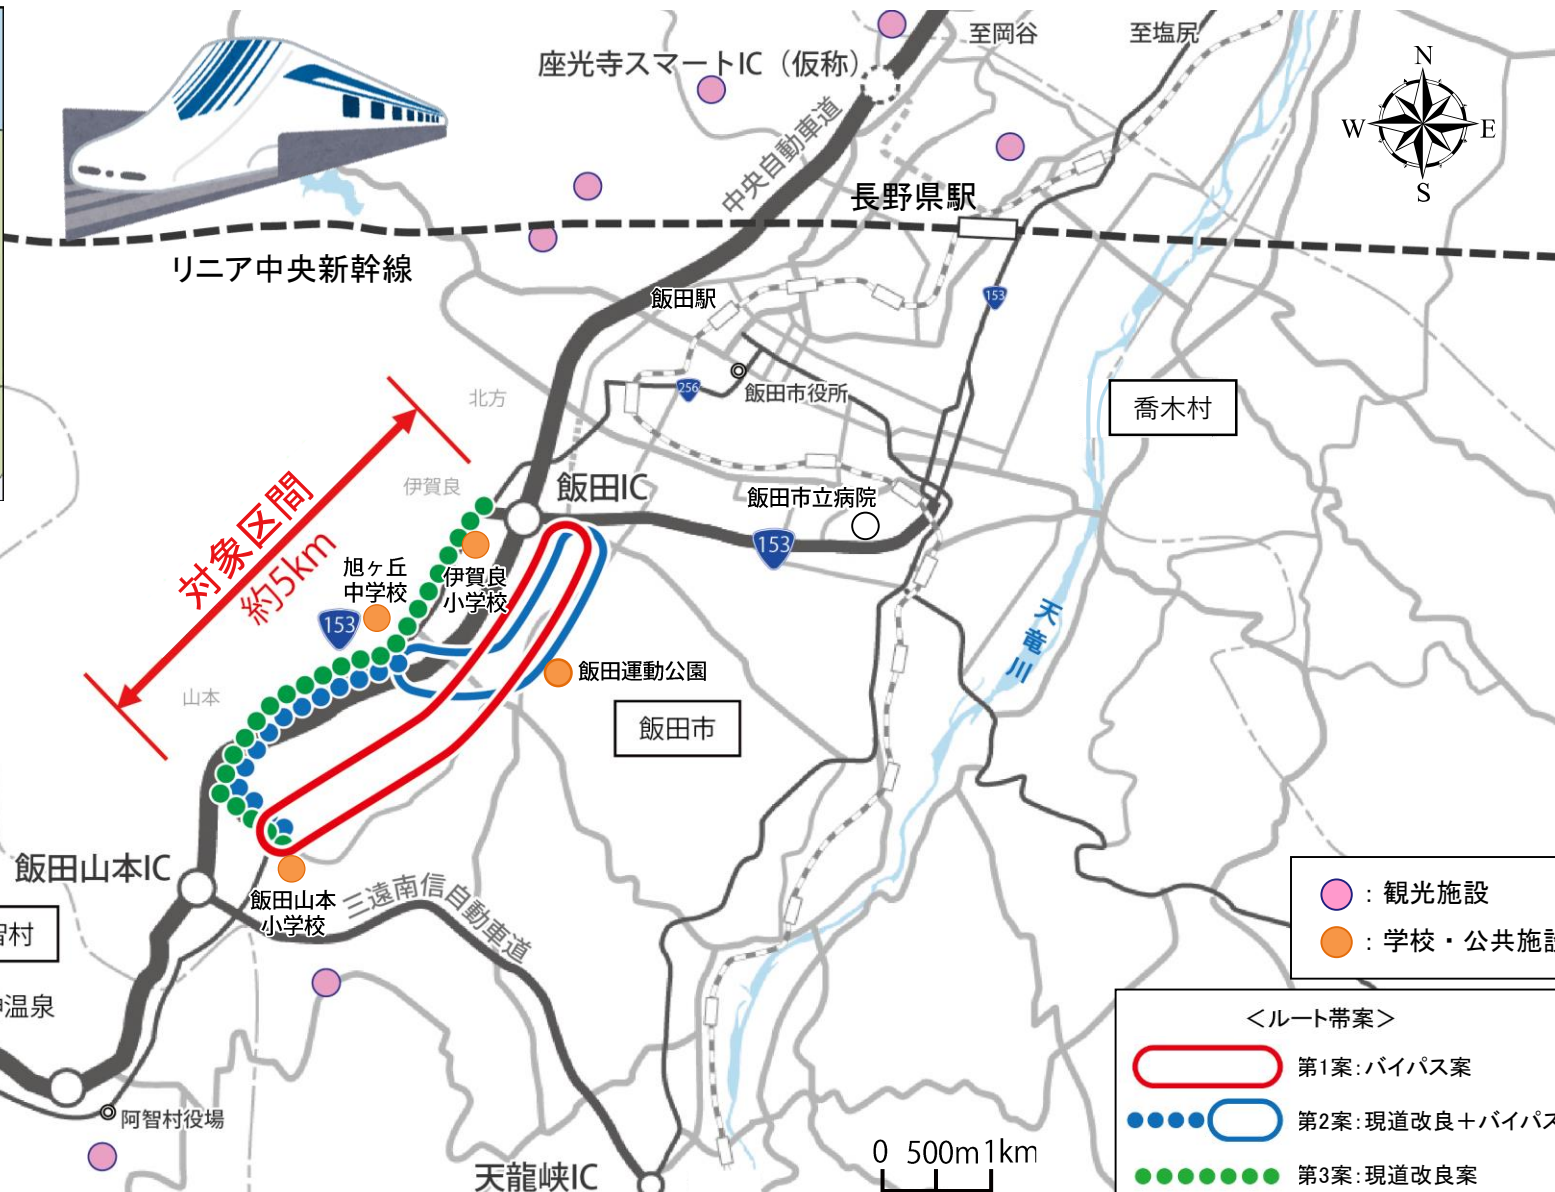 至岡谷
至塩尻
座光寺スマートIC（仮称）
N
W
E
S
中央自動車道
長野県駅
リニア中央新幹線
飯田駅
153
256
飯田市役所
北方
喬木村
対象区間
約5km
伊賀良
飯田IC
飯田市立病院
153
旭ヶ丘
中学校
伊賀良
小学校
153
天竜川
飯田運動公園
山本
飯田市
飯田山本IC
飯田山本
小学校
三遠南信自動車道
村
温泉
：観光施設
：学校・公共施
＜ルート帯案＞
第1案：バイパス案
第2案：現道改良＋バイパス
第3案：現道改良案
阿智村役場
天龍峡IC
0 500m 1km